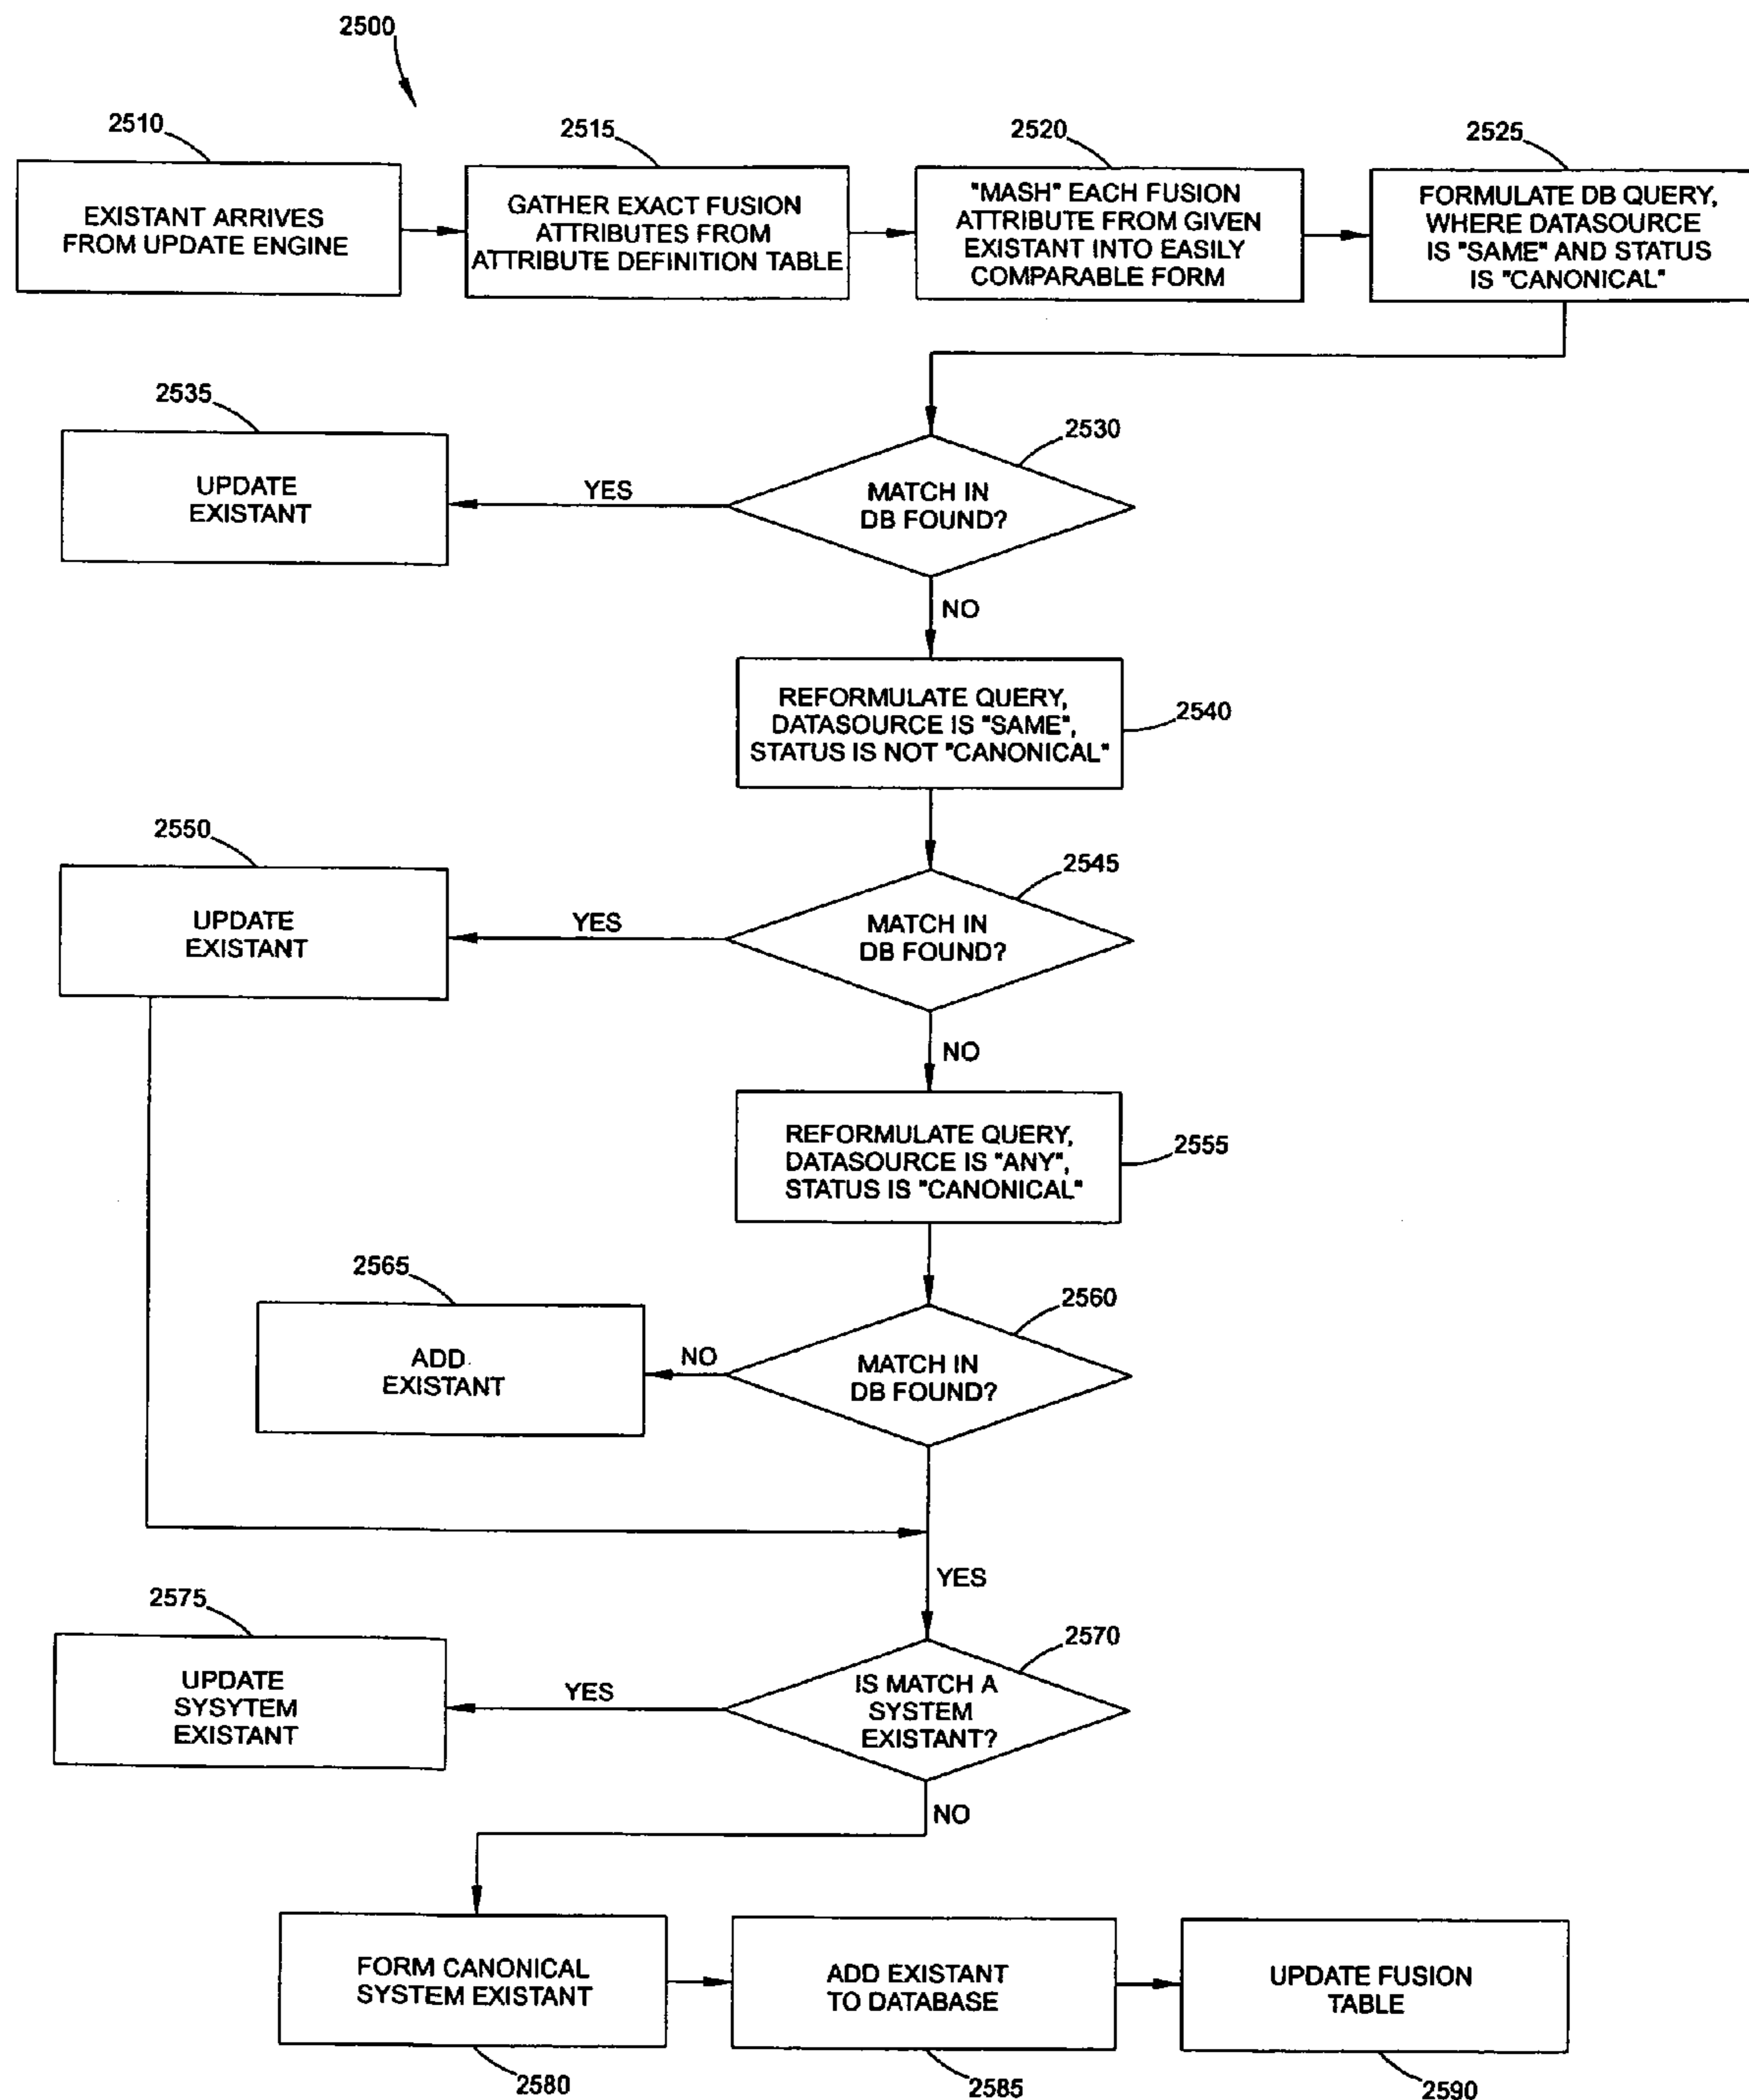 2500
2510
EXISTANT ARRIVES
FROM UPDATE ENGINE
2515
GATHER EXACT FUSION
ATTRIBUTES FROM
ATTRIBUTE DEFINITION TABLE
2520
"MASH" EACH FUSION
ATTRIBUTE FROM GIVEN
EXISTANT INTO EASILY
COMPARABLE FORM
2525
FORMULATE DB QUERY,
WHERE DATASOURCE
IS "SAME" AND STATUS
IS "CANONICAL"
2530
MATCH IN
DB FOUND?
YES
2535
UPDATE
EXISTANT
NO
REFORMULATE QUERY,
DATASOURCE IS "SAME",
STATUS IS NOT "CANONICAL"
2540
2545
MATCH IN
DB FOUND?
YES
2550
UPDATE
EXISTANT
NO
REFORMULATE QUERY,
DATASOURCE IS "ANY",
STATUS IS "CANONICAL"
2555
2560
MATCH IN
DB FOUND?
NO
2565
ADD
EXISTANT
YES
2570
IS MATCH A
SYSTEM
EXISTANT?
YES
2575
UPDATE
SYSYTEM
EXISTANT
NO
FORM CANONICAL
SYSTEM EXISTANT
2580
ADD EXISTANT
TO DATABASE
2585
UPDATE FUSION
TABLE
2590